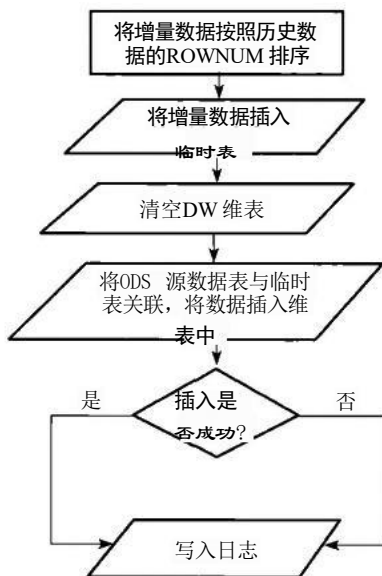 将增量数据按照历史数
据的ROWNUM 排序
将增量数据插入
临时表
清空DW 维表
将ODS 源数据表与临时
表关联，将数据插入维
表中
是
插入是
否
否成功？
写入日志